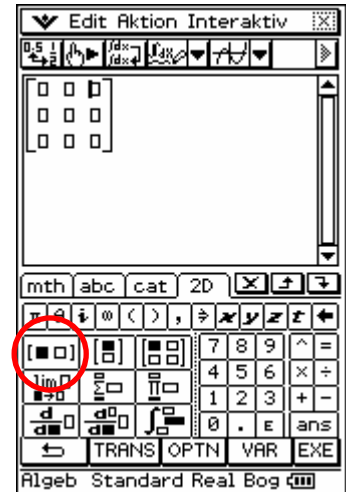 Edit Aktion Interaktiv
mth abc cat 2D
π θ i ∞ ( ) , ⇒ x y z t ←
[■□] 7 8 9 ^ =
lim Σ Π 4 5 6 × ÷
1 2 3 + −
d/d■ d/d■ ∫ 0 . E ans
TRANS OPTN VAR EXE
Algeb Standard Real Bog